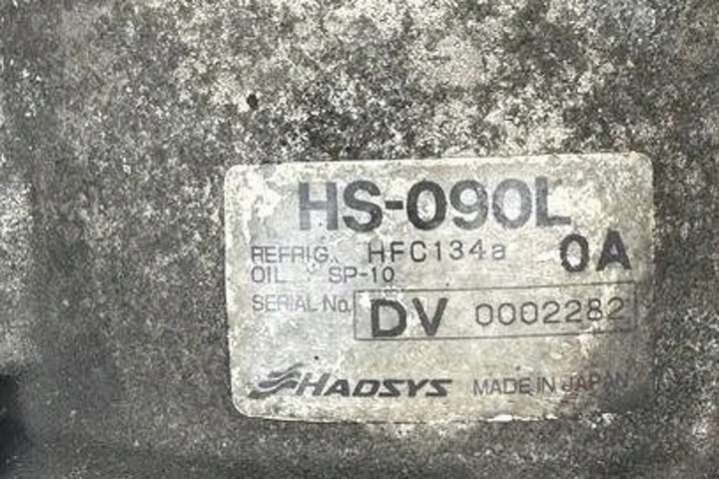 HS-090L
REFRIG. HFC134a 0A
OIL SP-10
SERIAL No. DV 0002282
HADSYS MADE IN JAPAN